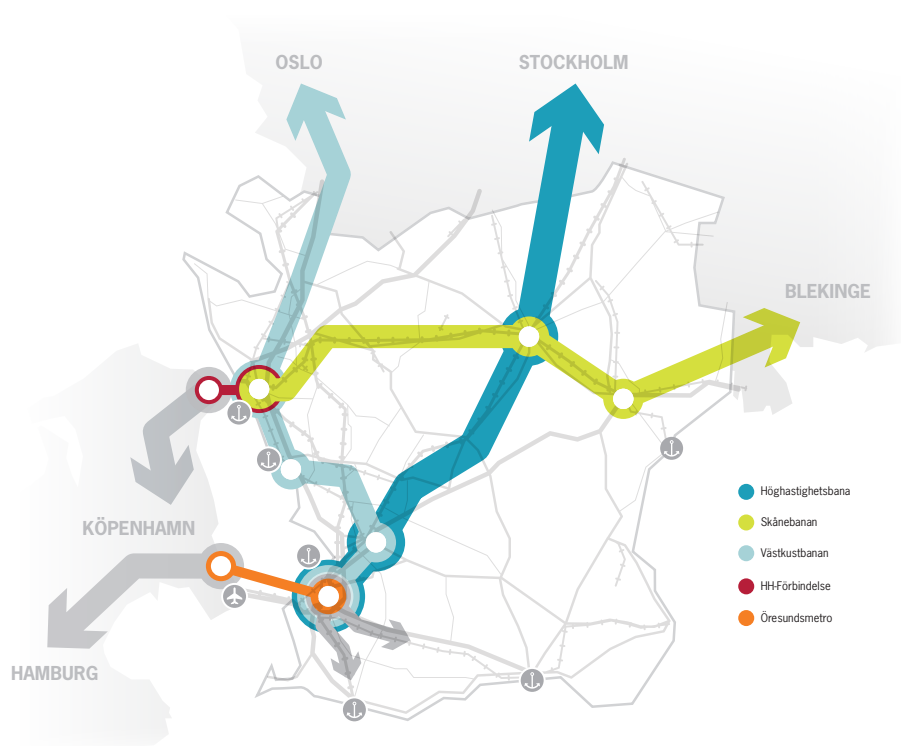 OSLO
STOCKHOLM
BLEKINGE
KÖPENHAMN
HAMBURG
Höghastighetsbana
Skånebanan
Västkustbanan
HH-Förbindelse
Öresundsmetro